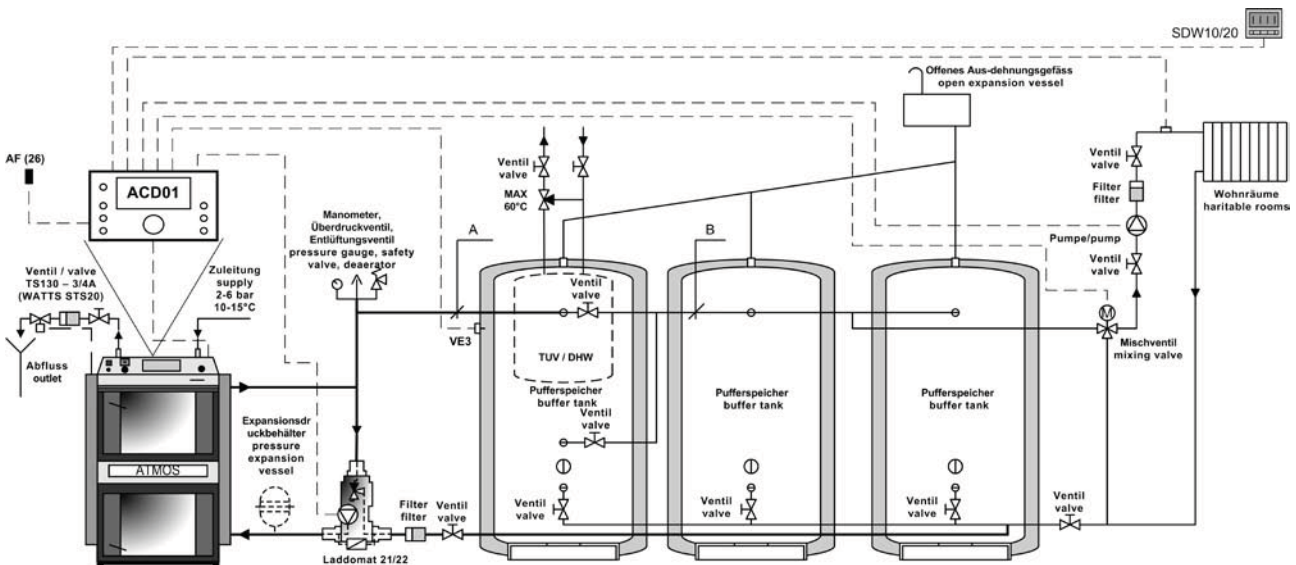 SDW10/20
Offenes Aus-dehnungsgefäss
open expansion vessel
AF (26)
ACD01
Ventil
valve
MAX
60°C
Ventil
valve
Filter
filter
Wohnräume
haritable rooms
Pumpe/pump
Ventil
valve
Manometer,
Überdruckventil,
Entlüftungsventil
pressure gauge, safety
valve, deaerator
A
B
Ventil / valve
TS130 – 3/4A
(WATTS STS20)
Zuleitung
supply
2-6 bar
10-15°C
Ventil
valve
M
VE3
Mischventil
mixing valve
TUV / DHW
Abfluss
outlet
Pufferspeicher
buffer tank
Pufferspeicher
buffer tank
Pufferspeicher
buffer tank
Ventil
valve
Expansionsdr
uckbehälter
pressure
expansion
vessel
ATMOS
Filter
filter
Ventil
valve
Ventil
valve
Ventil
valve
Ventil
valve
Ventil
valve
Laddomat 21/22